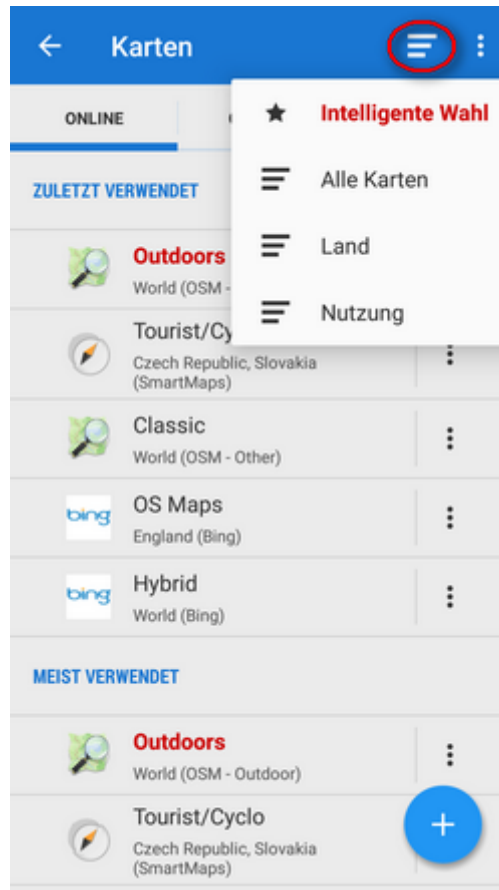 Karten
Intelligente Wahl
Alle Karten
Land
Nutzung
ONLINE
ZULETZT VERWENDET
Outdoors
World (OSM -
Tourist/Cy
Czech Republic, Slovakia
(SmartMaps)
Classic
World (OSM - Other)
bing
OS Maps
England (Bing)
bing
Hybrid
World (Bing)
MEIST VERWENDET
Outdoors
World (OSM - Outdoor)
Tourist/Cyclo
Czech Republic, Slovakia
(SmartMaps)